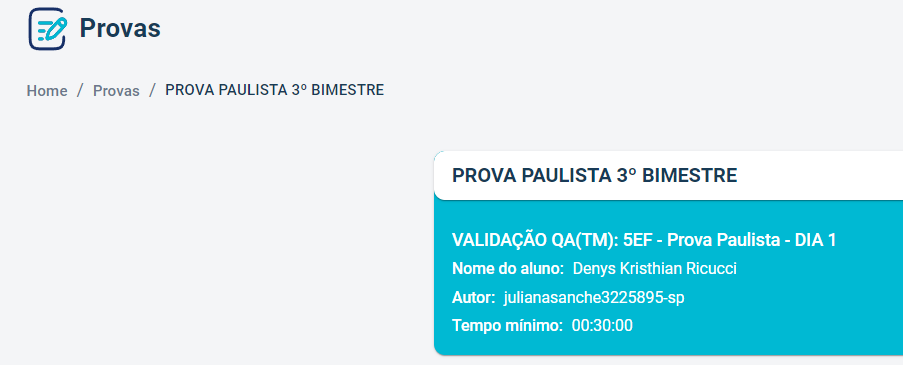 Provas
Home / Provas / PROVA PAULISTA 3º BIMESTRE
PROVA PAULISTA 3º BIMESTRE
VALIDAÇÃO QA(TM): 5EF - Prova Paulista - DIA 1
Nome do aluno: Denys Kristhian Ricucci
Autor: julianasanche3225895-sp
Tempo mínimo: 00:30:00